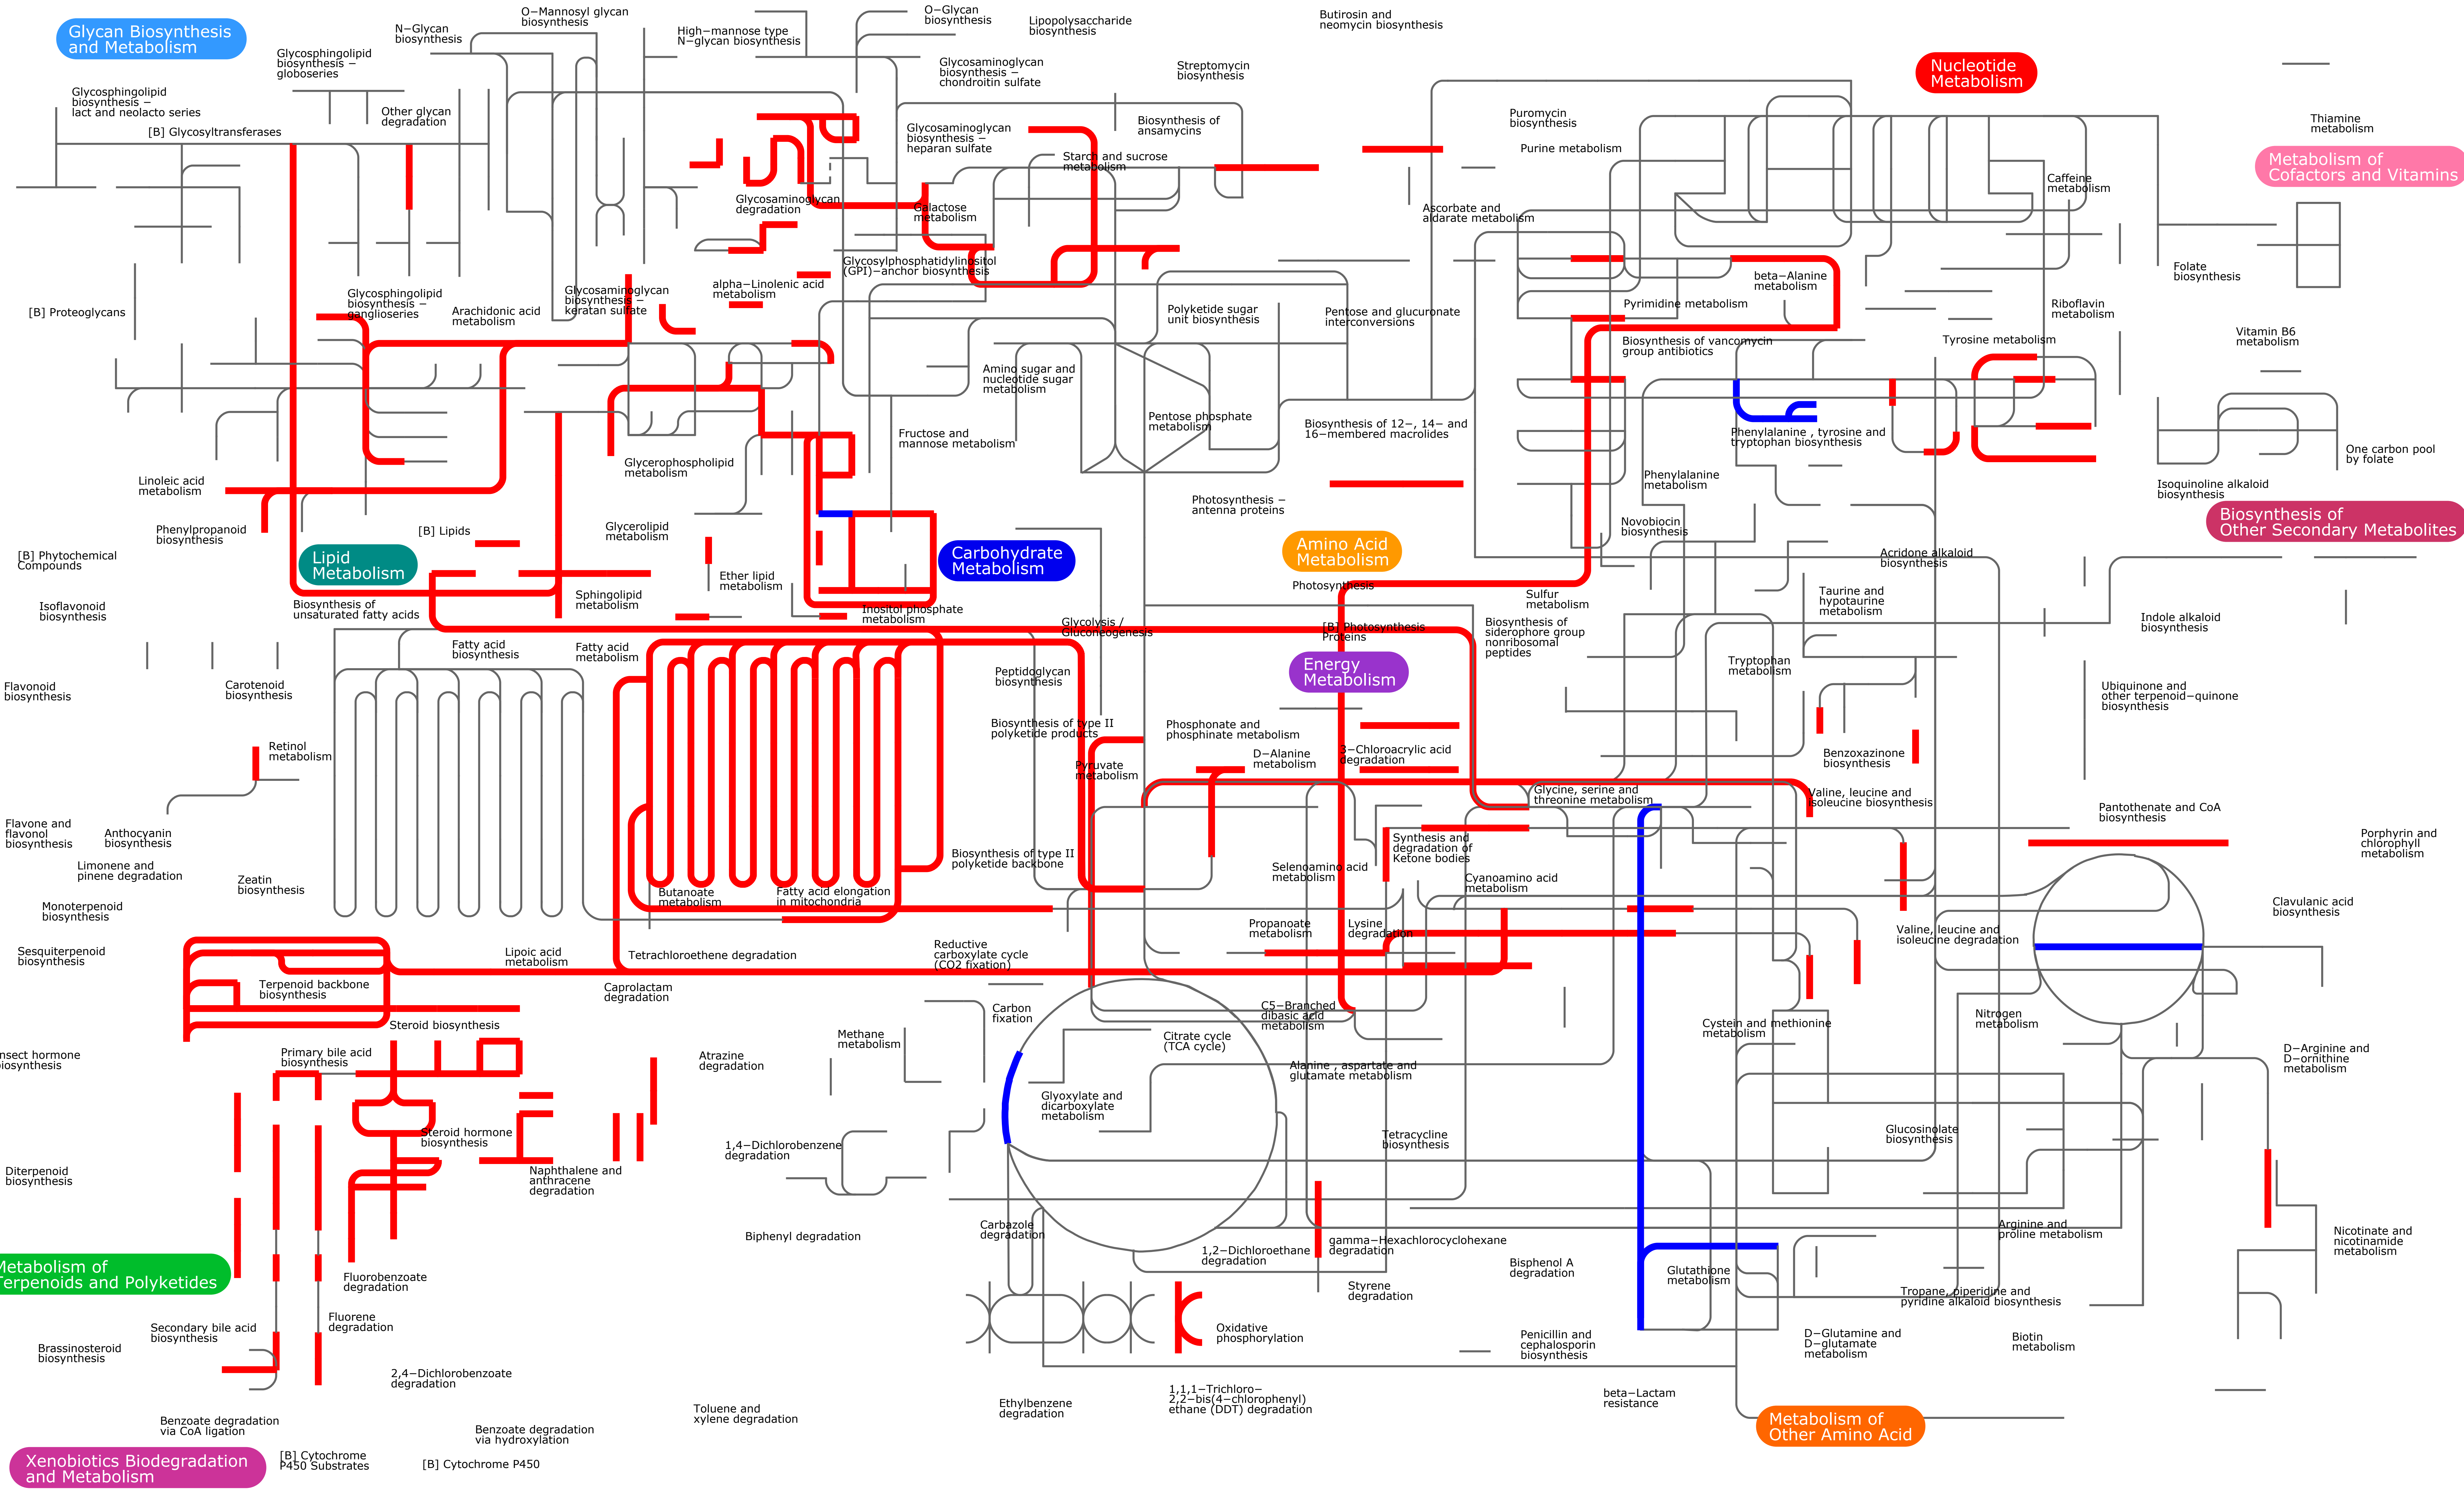 Glycan Biosynthesis
and Metabolism
N−Glycan
biosynthesis
O−Mannosyl glycan
biosynthesis
High−mannose type
N−glycan biosynthesis
O−Glycan
biosynthesis
Lipopolysaccharide
biosynthesis
Butirosin and
neomycin biosynthesis
Glycosphingolipid
biosynthesis −
globoseries
Glycosaminoglycan
biosynthesis −
chondroitin sulfate
Streptomycin
biosynthesis
Nucleotide
Metabolism
Glycosphingolipid
biosynthesis −
lact and neolacto series
Other glycan
degradation
[B] Glycosyltransferases
Glycosaminoglycan
biosynthesis −
heparan sulfate
Biosynthesis of
ansamycins
Puromycin
biosynthesis
Thiamine
metabolism
Starch and sucrose
metabolism
Purine metabolism
Metabolism of
Cofactors and Vitamins
Caffeine
metabolism
Glycosaminoglycan
degradation
Galactose
metabolism
Ascorbate and
aldarate metabolism
Glycosylphosphatidylinositol
(GPI)−anchor biosynthesis
Folate
biosynthesis
beta−Alanine
metabolism
[B] Proteoglycans
Glycosphingolipid
biosynthesis −
ganglioseries
Arachidonic acid
metabolism
Glycosaminoglycan
biosynthesis −
keratan sulfate
alpha−Linolenic acid
metabolism
Polyketide sugar
unit biosynthesis
Pentose and glucuronate
interconversions
Pyrimidine metabolism
Riboflavin
metabolism
Biosynthesis of vancomycin
group antibiotics
Tyrosine metabolism
Vitamin B6
metabolism
Amino sugar and
nucleotide sugar
metabolism
Fructose and
mannose metabolism
Pentose phosphate
metabolism
Biosynthesis of 12−, 14− and
16−membered macrolides
Phenylalanine , tyrosine and
tryptophan biosynthesis
One carbon pool
by folate
Linoleic acid
metabolism
Glycerophospholipid
metabolism
Phenylalanine
metabolism
Isoquinoline alkaloid
biosynthesis
Photosynthesis −
antenna proteins
Phenylpropanoid
biosynthesis
[B] Lipids
Glycerolipid
metabolism
Novobiocin
biosynthesis
Biosynthesis of
Other Secondary Metabolites
[B] Phytochemical
Compounds
Lipid
Metabolism
Carbohydrate
Metabolism
Amino Acid
Metabolism
Acridone alkaloid
biosynthesis
Ether lipid
metabolism
Photosynthesis
Isoflavonoid
biosynthesis
Biosynthesis of
unsaturated fatty acids
Sphingolipid
metabolism
Inositol phosphate
metabolism
Sulfur
metabolism
Taurine and
hypotaurine
metabolism
Indole alkaloid
biosynthesis
Glycolysis /
Gluconeogenesis
[B] Photosynthesis
Proteins
Biosynthesis of
siderophore group
nonribosomal
peptides
Fatty acid
biosynthesis
Fatty acid
metabolism
Energy
Metabolism
Tryptophan
metabolism
Flavonoid
biosynthesis
Carotenoid
biosynthesis
Peptidoglycan
biosynthesis
Ubiquinone and
other terpenoid−quinone
biosynthesis
Retinol
metabolism
Biosynthesis of type II
polyketide products
Phosphonate and
phosphinate metabolism
D−Alanine
metabolism
3−Chloroacrylic acid
degradation
Benzoxazinone
biosynthesis
Pyruvate
metabolism
Glycine, serine and
threonine metabolism
Valine, leucine and
isoleucine biosynthesis
Pantothenate and CoA
biosynthesis
Flavone and
flavonol
biosynthesis
Anthocyanin
biosynthesis
Synthesis and
degradation of
Ketone bodies
Porphyrin and
chlorophyll
metabolism
Limonene and
pinene degradation
Zeatin
biosynthesis
Butanoate
metabolism
Fatty acid elongation
in mitochondria
Biosynthesis of type II
polyketide backbone
Selenoamino acid
metabolism
Cyanoamino acid
metabolism
Monoterpenoid
biosynthesis
Clavulanic acid
biosynthesis
Propanoate
metabolism
Lysine
degradation
Valine, leucine and
isoleucine degradation
Sesquiterpenoid
biosynthesis
Lipoic acid
metabolism
Tetrachloroethene degradation
Reductive
carboxylate cycle
(CO2 fixation)
Terpenoid backbone
biosynthesis
Caprolactam
degradation
Carbon
fixation
C5−Branched
dibasic acid
metabolism
Cystein and methionine
metabolism
Nitrogen
metabolism
Steroid biosynthesis
Methane
metabolism
Citrate cycle
(TCA cycle)
nsect hormone
biosynthesis
Primary bile acid
biosynthesis
Atrazine
degradation
Alanine , aspartate and
glutamate metabolism
D−Arginine and
D−ornithine
metabolism
Glyoxylate and
dicarboxylate
metabolism
Steroid hormone
biosynthesis
1,4−Dichlorobenzene
degradation
Tetracycline
biosynthesis
Glucosinolate
biosynthesis
Diterpenoid
biosynthesis
Naphthalene and
anthracene
degradation
Biphenyl degradation
Carbazole
degradation
1,2−Dichloroethane
degradation
gamma−Hexachlorocyclohexane
degradation
Arginine and
proline metabolism
Nicotinate and
nicotinamide
metabolism
Metabolism of
Terpenoids and Polyketides
Fluorobenzoate
degradation
Styrene
degradation
Bisphenol A
degradation
Glutathione
metabolism
Tropane, piperidine and
pyridine alkaloid biosynthesis
Secondary bile acid
biosynthesis
Fluorene
degradation
Oxidative
phosphorylation
Penicillin and
cephalosporin
biosynthesis
D−Glutamine and
D−glutamate
metabolism
Biotin
metabolism
Brassinosteroid
biosynthesis
2,4−Dichlorobenzoate
degradation
Benzoate degradation
via CoA ligation
Benzoate degradation
via hydroxylation
Toluene and
xylene degradation
Ethylbenzene
degradation
1,1,1−Trichloro−
2,2−bis(4−chlorophenyl)
ethane (DDT) degradation
beta−Lactam
resistance
Metabolism of
Other Amino Acid
Xenobiotics Biodegradation
and Metabolism
[B] Cytochrome
P450 Substrates
[B] Cytochrome P450